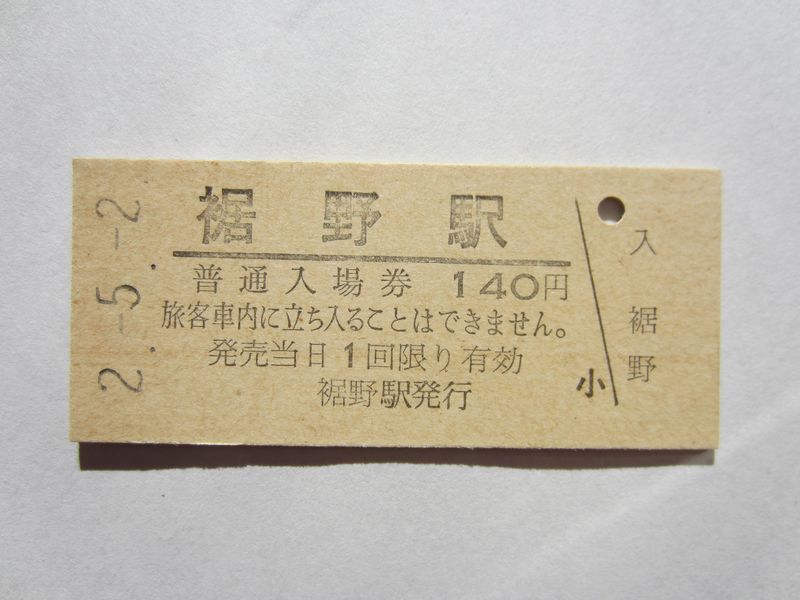 裾野駅
普通入場券 140円
旅客車内に立ち入ることはできません。
発売当日1回限り有効
裾野駅発行
小
入裾野
2.-5.-2